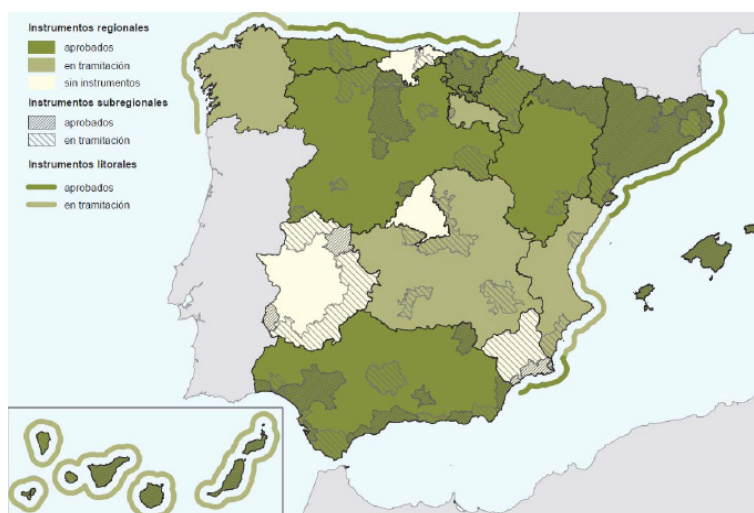 Instrumentos regionales
aprobados
en tramitación
sin instrumentos
Instrumentos subregionales
aprobados
en tramitación
Instrumentos litorales
aprobados
en tramitación